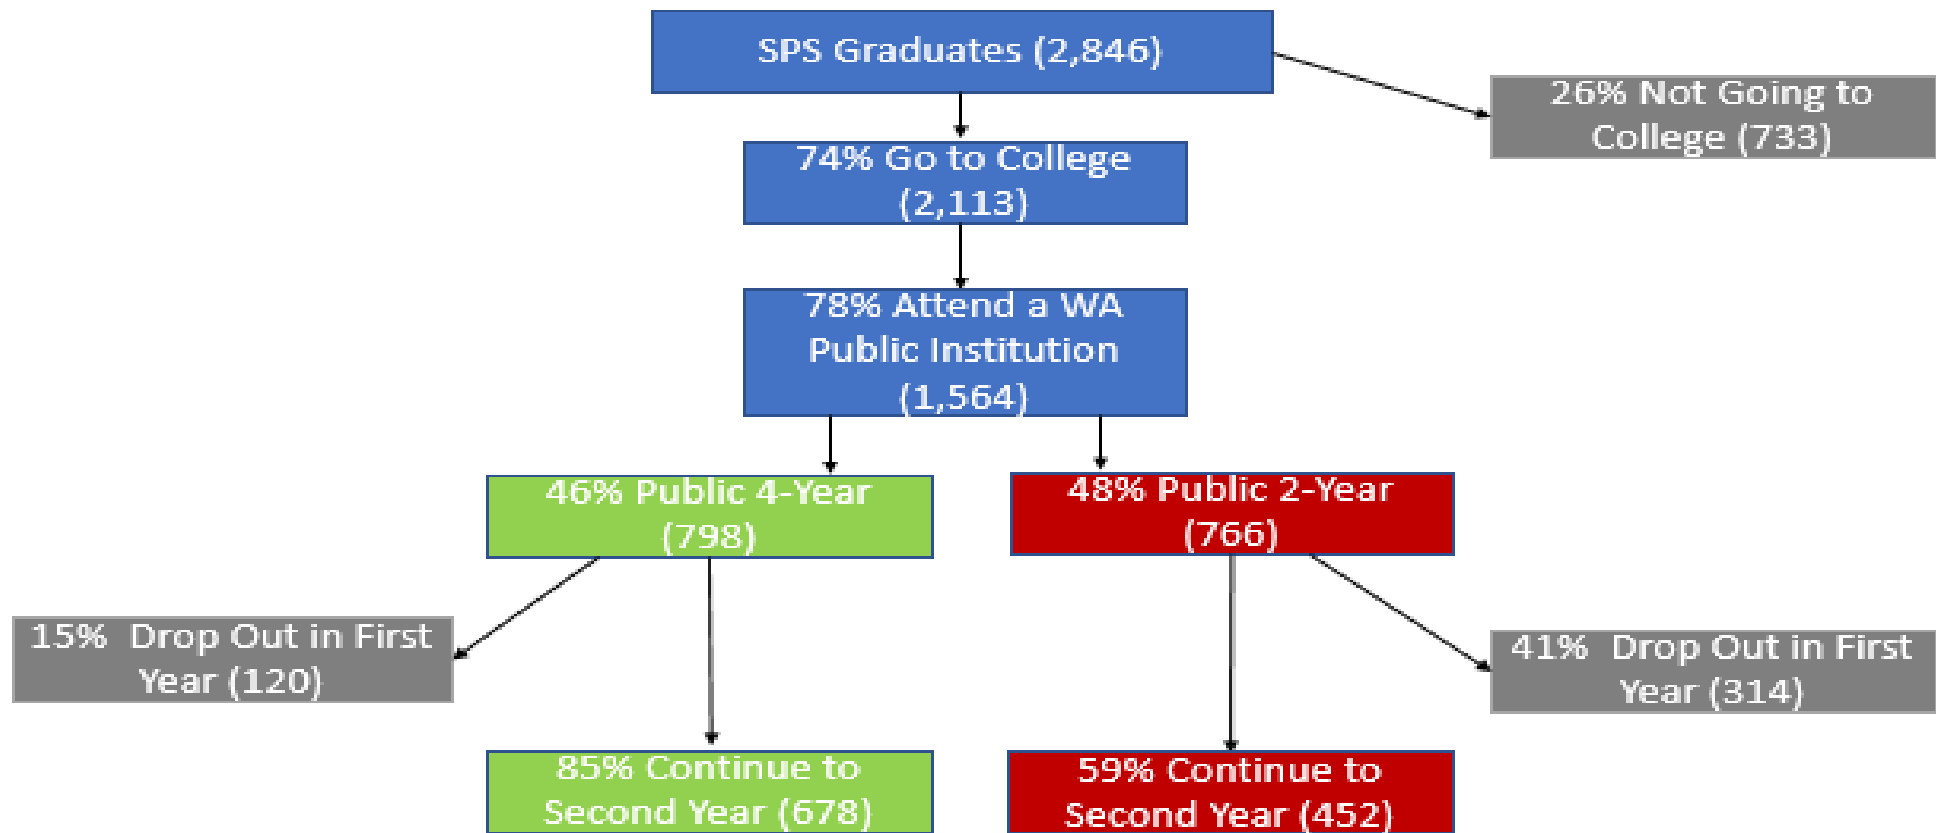 SPS Graduates (2,846)
26% Not Going to
College (733)
74% Go to College
(2,113)
78% Attend a WA
Public Institution
(1,564)
46% Public 4-Year
(798)
48% Public 2-Year
(766)
15%  Drop Out in First
Year (120)
41%  Drop Out in First
Year (314)
85% Continue to
Second Year (678)
59% Continue to
Second Year (452)